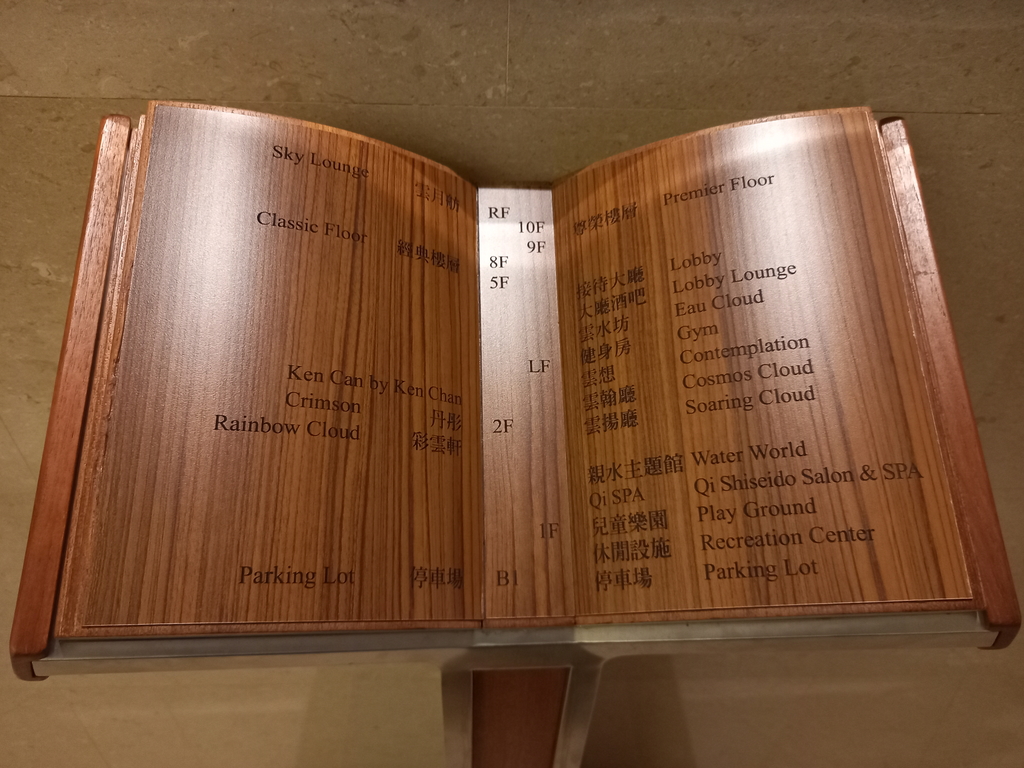 Sky Lounge 雲月舫
Classic Floor 經典樓層
Ken Can by Ken Chan
Crimson 丹彤
Rainbow Cloud 彩雲軒
Parking Lot 停車場
RF
10F
9F
8F
5F
LF
2F
1F
B1
尊榮樓層 Premier Floor
接待大廳 Lobby
大廳酒吧 Lobby Lounge
雲水坊 Eau Cloud
健身房 Gym
雲想 Contemplation
雲翰廳 Cosmos Cloud
雲揚廳 Soaring Cloud
親水主題館 Water World
Qi SPA Qi Shiseido Salon & SPA
兒童樂園 Play Ground
休閒設施 Recreation Center
停車場 Parking Lot